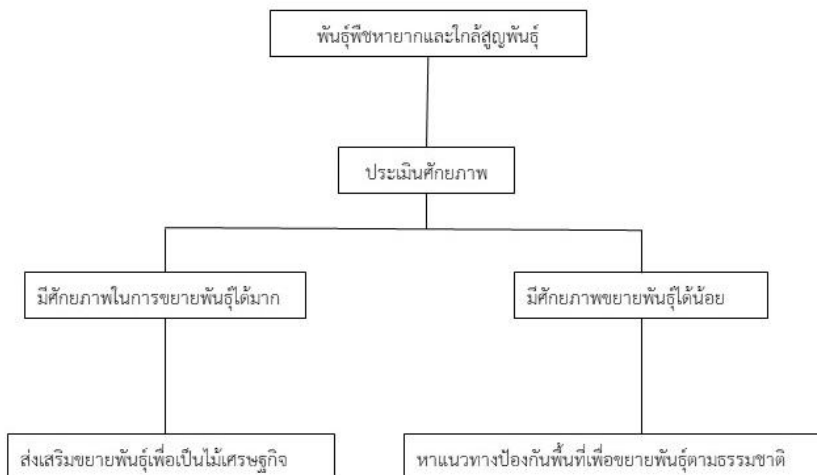 พันธุ์พืชหายากและใกล้สูญพันธุ์
ประเมินศักยภาพ
มีศักยภาพในการขยายพันธุ์ได้มาก
มีศักยภาพขยายพันธุ์ได้น้อย
ส่งเสริมขยายพันธุ์เพื่อเป็นไม้เศรษฐกิจ
หาแนวทางป้องกันพื้นที่เพื่อขยายพันธุ์ตามธรรมชาติ